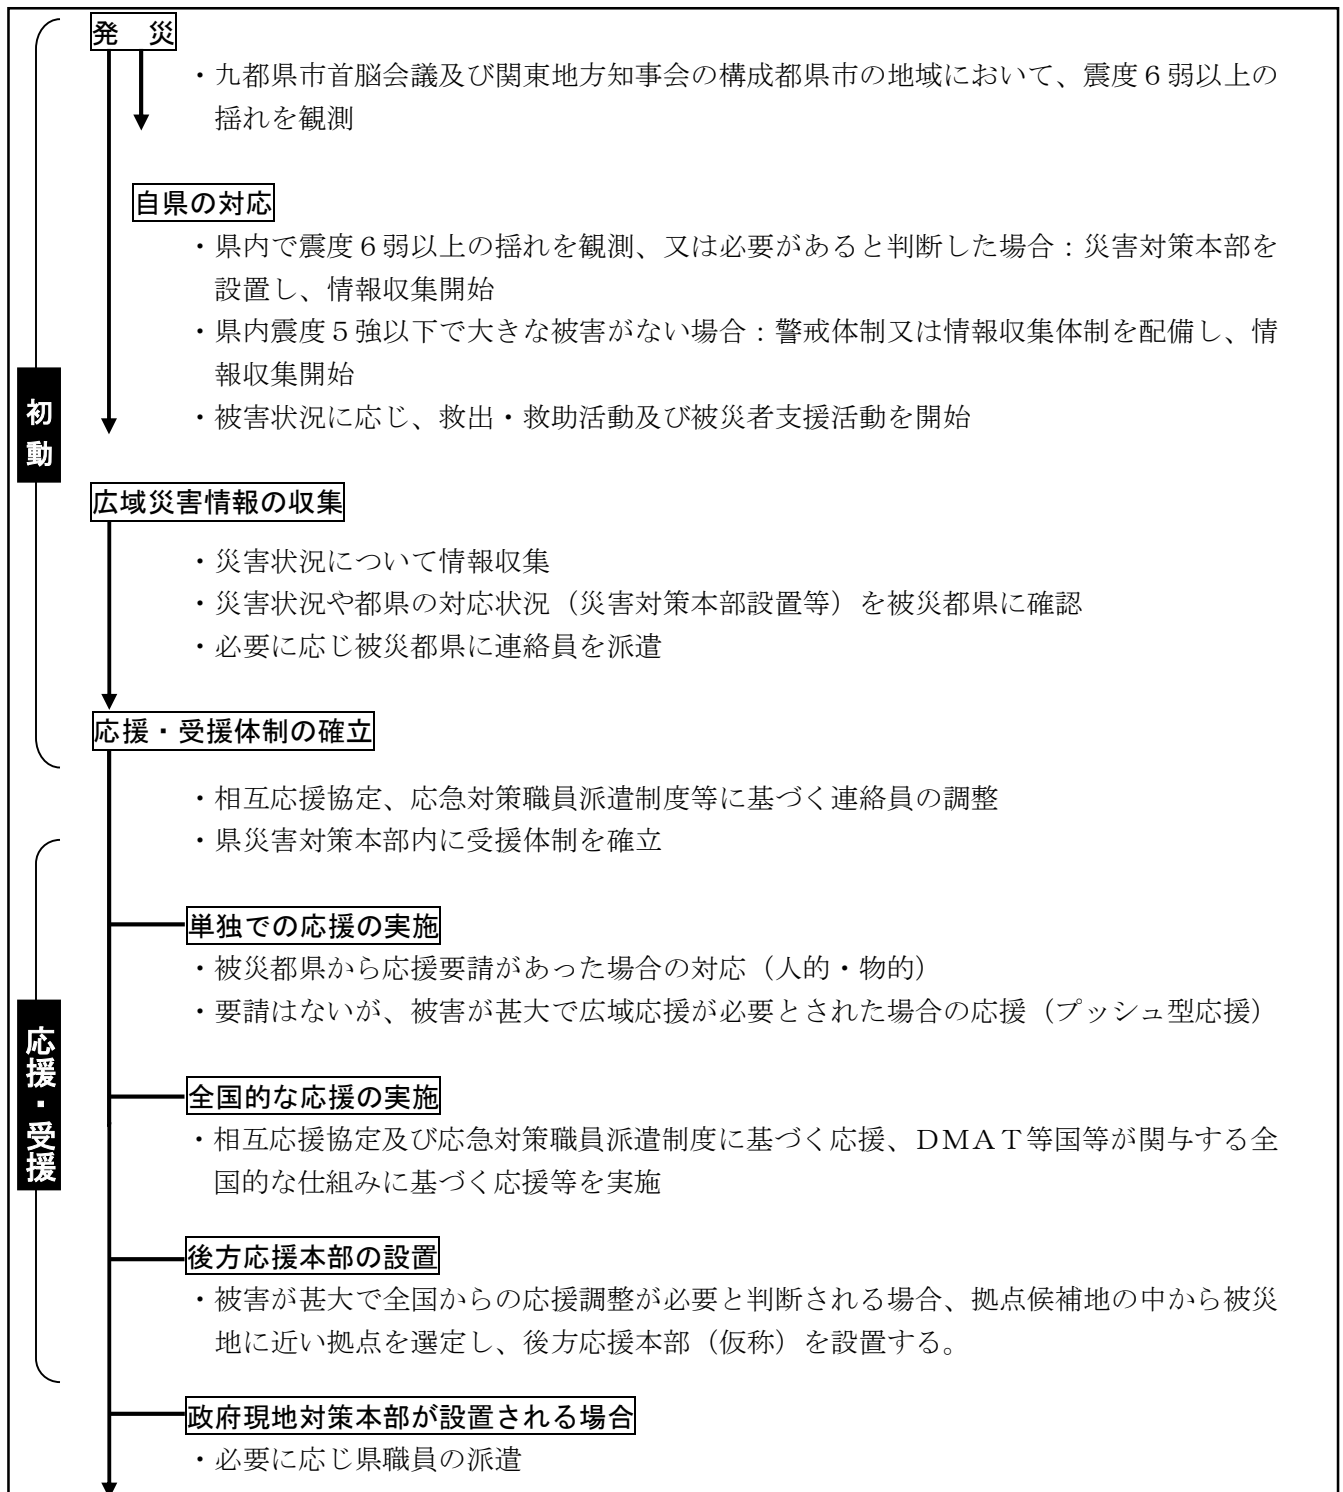 発　災
・九都県市首脳会議及び関東地方知事会の構成都県市の地域において、震度６弱以上の
揺れを観測
自県の対応
・県内で震度６弱以上の揺れを観測、又は必要があると判断した場合：災害対策本部を
設置し、情報収集開始
・県内震度５強以下で大きな被害がない場合：警戒体制又は情報収集体制を配備し、情
報収集開始
・被害状況に応じ、救出・救助活動及び被災者支援活動を開始
初動
広域災害情報の収集
・災害状況について情報収集
・災害状況や都県の対応状況（災害対策本部設置等）を被災都県に確認
・必要に応じ被災都県に連絡員を派遣
応援・受援体制の確立
・相互応援協定、応急対策職員派遣制度等に基づく連絡員の調整
・県災害対策本部内に受援体制を確立
単独での応援の実施
・被災都県から応援要請があった場合の対応（人的・物的）
・要請はないが、被害が甚大で広域応援が必要とされた場合の応援（プッシュ型応援）
応援・受援
全国的な応援の実施
・相互応援協定及び応急対策職員派遣制度に基づく応援、ＤＭＡＴ等国等が関与する全
国的な仕組みに基づく応援等を実施
後方応援本部の設置
・被害が甚大で全国からの応援調整が必要と判断される場合、拠点候補地の中から被災
地に近い拠点を選定し、後方応援本部（仮称）を設置する。
政府現地対策本部が設置される場合
・必要に応じ県職員の派遣